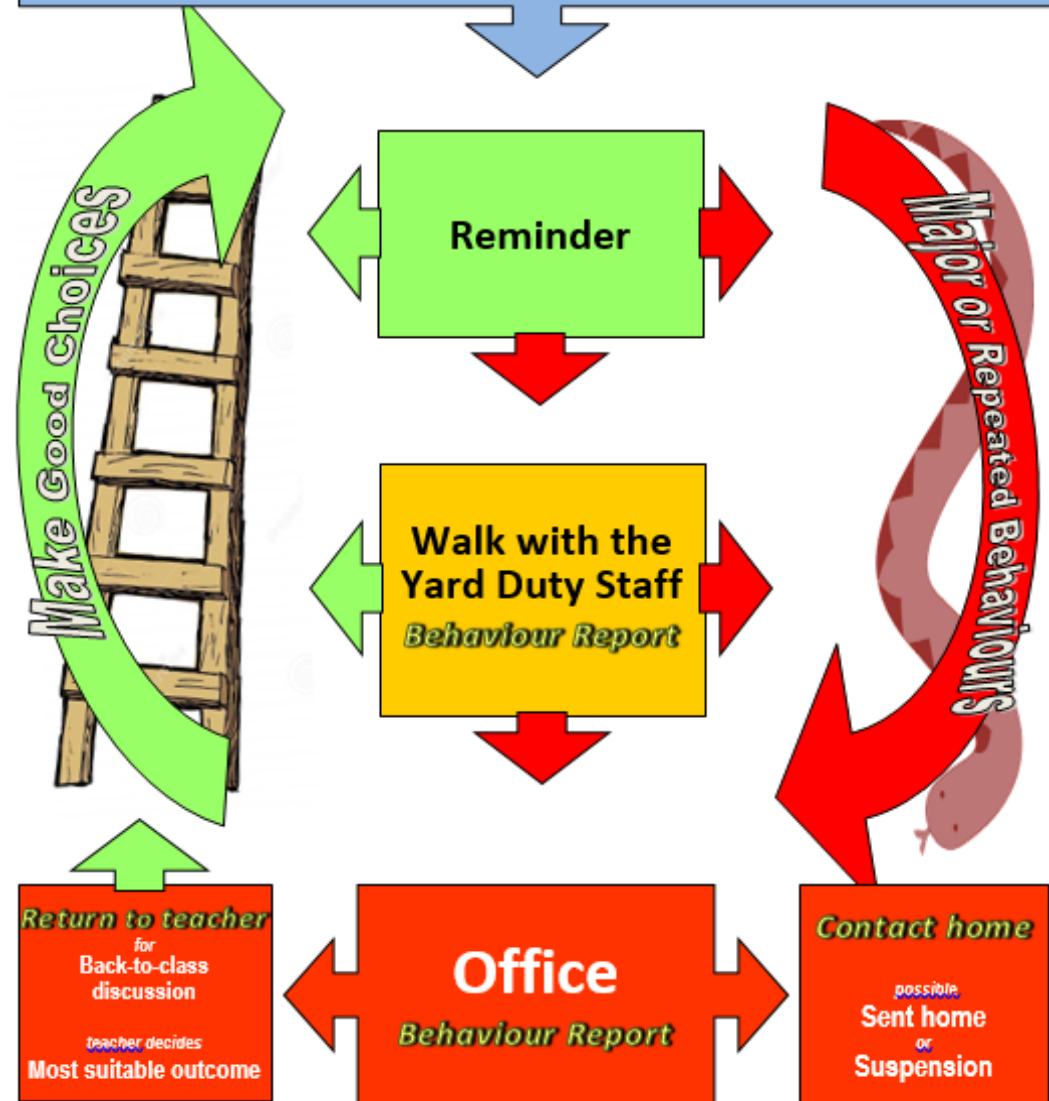 Make Good Choices
Reminder
Major or Repeated Behaviours
Walk with the
Yard Duty Staff
Behaviour Report
Return to teacher
for
Back-to-class
discussion
teacher decides
Most suitable outcome
Office
Behaviour Report
Contact home
possible
Sent home
or
Suspension